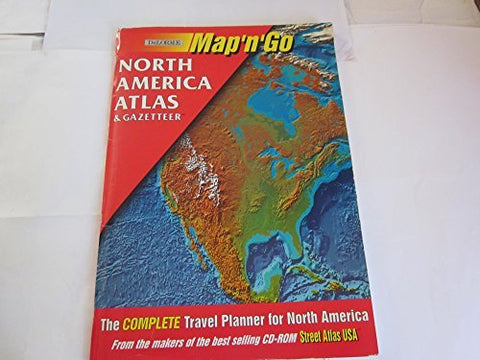 DELORME
Map'n'Go
NORTH
AMERICA
ATLAS
& GAZETTEER™
The COMPLETE Travel Planner for North America
From the makers of the best selling CD-ROM Street Atlas USA